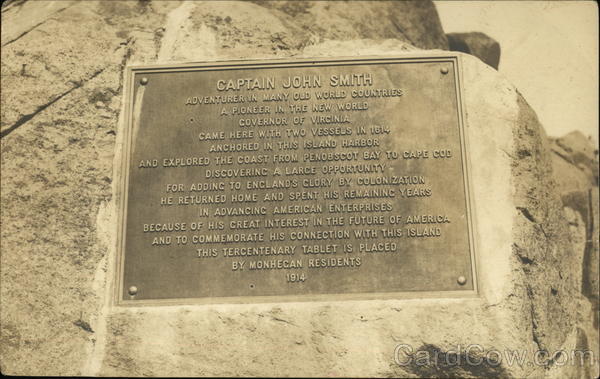 CAPTAIN JOHN SMITH
ADVENTURER IN MANY OLD WORLD COUNTRIES
A PIONEER IN THE NEW WORLD
GOVERNOR OF VIRGINIA
CAME HERE WITH TWO VESSELS IN 1614
ANCHORED IN THIS ISLAND HARBOR
AND EXPLORED THE COAST FROM PENOBSCOT BAY TO CAPE COD
DISCOVERING A LARGE OPPORTUNITY
FOR ADDING TO ENGLAND'S GLORY BY COLONIZATION
HE RETURNED HOME AND SPENT HIS REMAINING YEARS
IN ADVANCING AMERICAN ENTERPRISES
BECAUSE OF HIS GREAT INTEREST IN THE FUTURE OF AMERICA
AND TO COMMEMORATE HIS CONNECTION WITH THIS ISLAND
THIS TERCENTENARY TABLET IS PLACED
BY MONHEGAN RESIDENTS
1914
CardCow.com